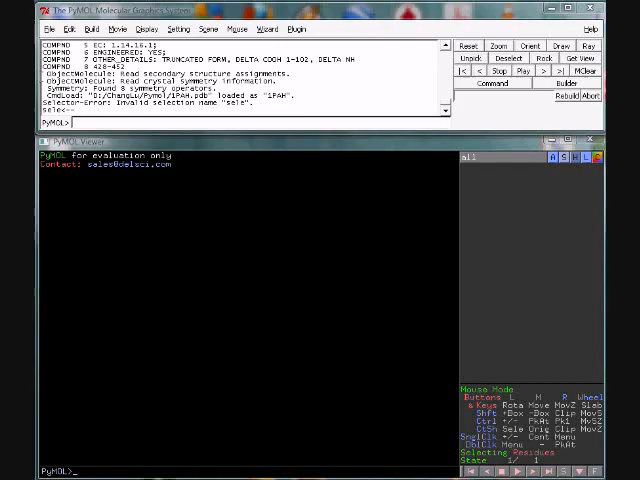 The PyMOL Molecular Graphics System
File Edit Build Movie Display Setting Scene Mouse Wizard Plugin Help
COMPND   5 EC: 1.14.16.1;
COMPND   6 ENGINEERED: YES;
COMPND   7 OTHER_DETAILS: TRUNCATED FORM, DELTA COOH 1-102, DELTA NH
COMPND   8 428-452
ObjectMolecule: Read secondary structure assignments.
ObjectMolecule: Read crystal symmetry information.
Symmetry: Found 8 symmetry operators.
CmdLoad: "D:/ChangLu/Pymol/1PAH.pdb" loaded as "1PAH".
Selector-Error: Invalid selection name "sele".
sele<--
PyMOL>
Reset Zoom Orient Draw Ray
Unpick Deselect Rock Get View
|< < Stop Play > >| MClear
Command Builder
Rebuild Abort
PyMOL Viewer
PyMOL for evaluation only
Contact: sales@delsci.com
all A S H L C
Mouse Mode
Buttons L M R Wheel
& Keys Rota Move MovZ Slab
Shft +Box -Box Clip MovS
Ctrl +/- PkAt Pk1 MvSZ
CtSh Sele Orig Clip MovZ
SnglClk +/- Cent Menu
DblClk Menu - PkAt
Selecting Residues
State 1/ 1
S F
PyMOL>_